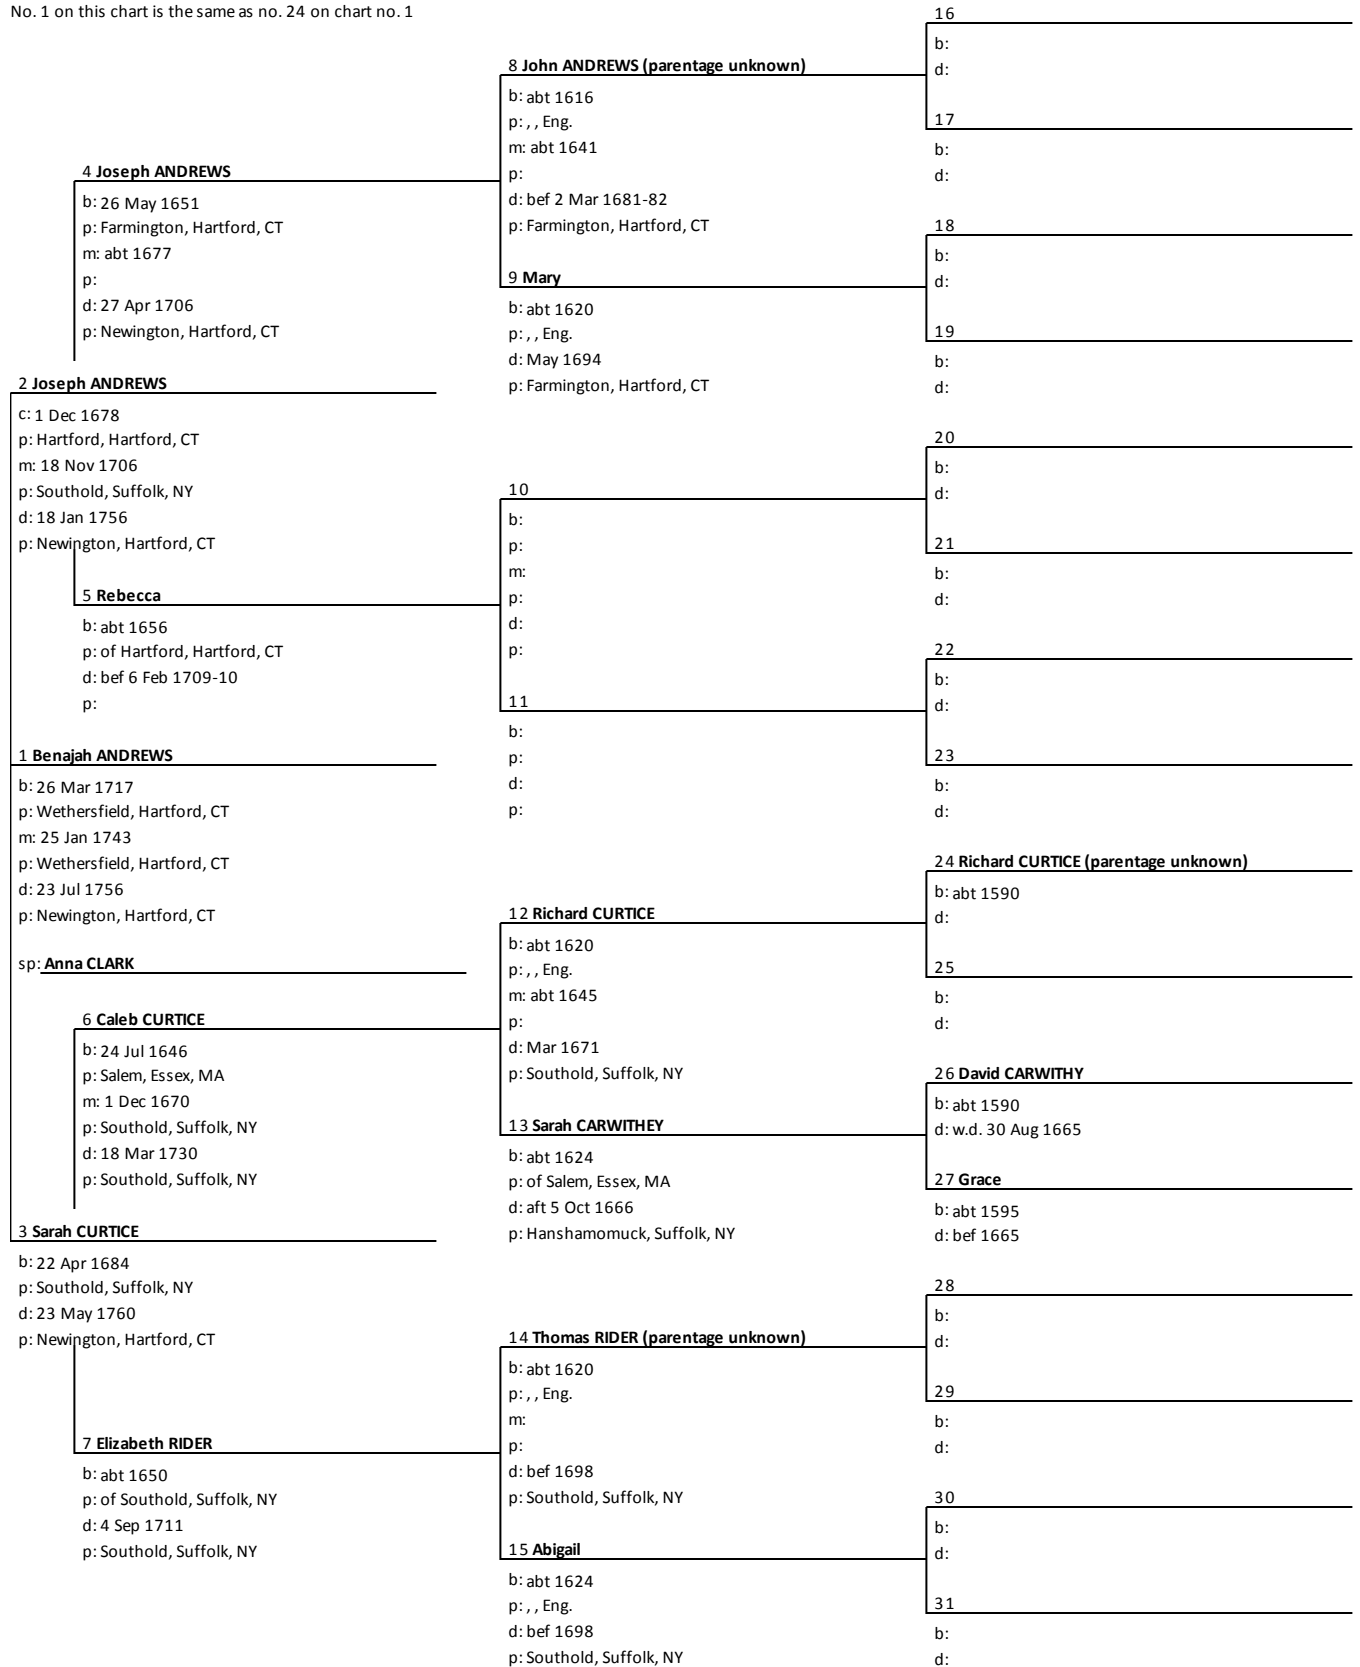 No. 1 on this chart is the same as no. 24 on chart no. 1
16
b:
d:
8 John ANDREWS (parentage unknown)
b: abt 1616
p: , , Eng.
m: abt 1641
p:
d: bef 2 Mar 1681-82
p: Farmington, Hartford, CT
17
b:
d:
4 Joseph ANDREWS
b: 26 May 1651
p: Farmington, Hartford, CT
m: abt 1677
p:
d: 27 Apr 1706
p: Newington, Hartford, CT
18
b:
d:
9 Mary
b: abt 1620
p: , , Eng.
d: May 1694
p: Farmington, Hartford, CT
19
b:
d:
2 Joseph ANDREWS
c: 1 Dec 1678
p: Hartford, Hartford, CT
m: 18 Nov 1706
p: Southold, Suffolk, NY
d: 18 Jan 1756
p: Newington, Hartford, CT
20
b:
d:
10
b:
p:
m:
p:
d:
p:
21
b:
d:
5 Rebecca
b: abt 1656
p: of Hartford, Hartford, CT
d: bef 6 Feb 1709-10
p:
22
b:
d:
11
b:
p:
d:
p:
23
b:
d:
1 Benajah ANDREWS
b: 26 Mar 1717
p: Wethersfield, Hartford, CT
m: 25 Jan 1743
p: Wethersfield, Hartford, CT
d: 23 Jul 1756
p: Newington, Hartford, CT
sp: Anna CLARK
24 Richard CURTICE (parentage unknown)
b: abt 1590
d:
12 Richard CURTICE
b: abt 1620
p: , , Eng.
m: abt 1645
p:
d: Mar 1671
p: Southold, Suffolk, NY
25
b:
d:
6 Caleb CURTICE
b: 24 Jul 1646
p: Salem, Essex, MA
m: 1 Dec 1670
p: Southold, Suffolk, NY
d: 18 Mar 1730
p: Southold, Suffolk, NY
26 David CARWITHY
b: abt 1590
d: w.d. 30 Aug 1665
13 Sarah CARWITHEY
b: abt 1624
p: of Salem, Essex, MA
d: aft 5 Oct 1666
p: Hanshamomuck, Suffolk, NY
27 Grace
b: abt 1595
d: bef 1665
3 Sarah CURTICE
b: 22 Apr 1684
p: Southold, Suffolk, NY
d: 23 May 1760
p: Newington, Hartford, CT
28
b:
d:
14 Thomas RIDER (parentage unknown)
b: abt 1620
p: , , Eng.
m:
p:
d: bef 1698
p: Southold, Suffolk, NY
29
b:
d:
7 Elizabeth RIDER
b: abt 1650
p: of Southold, Suffolk, NY
d: 4 Sep 1711
p: Southold, Suffolk, NY
30
b:
d:
15 Abigail
b: abt 1624
p: , , Eng.
d: bef 1698
p: Southold, Suffolk, NY
31
b:
d: